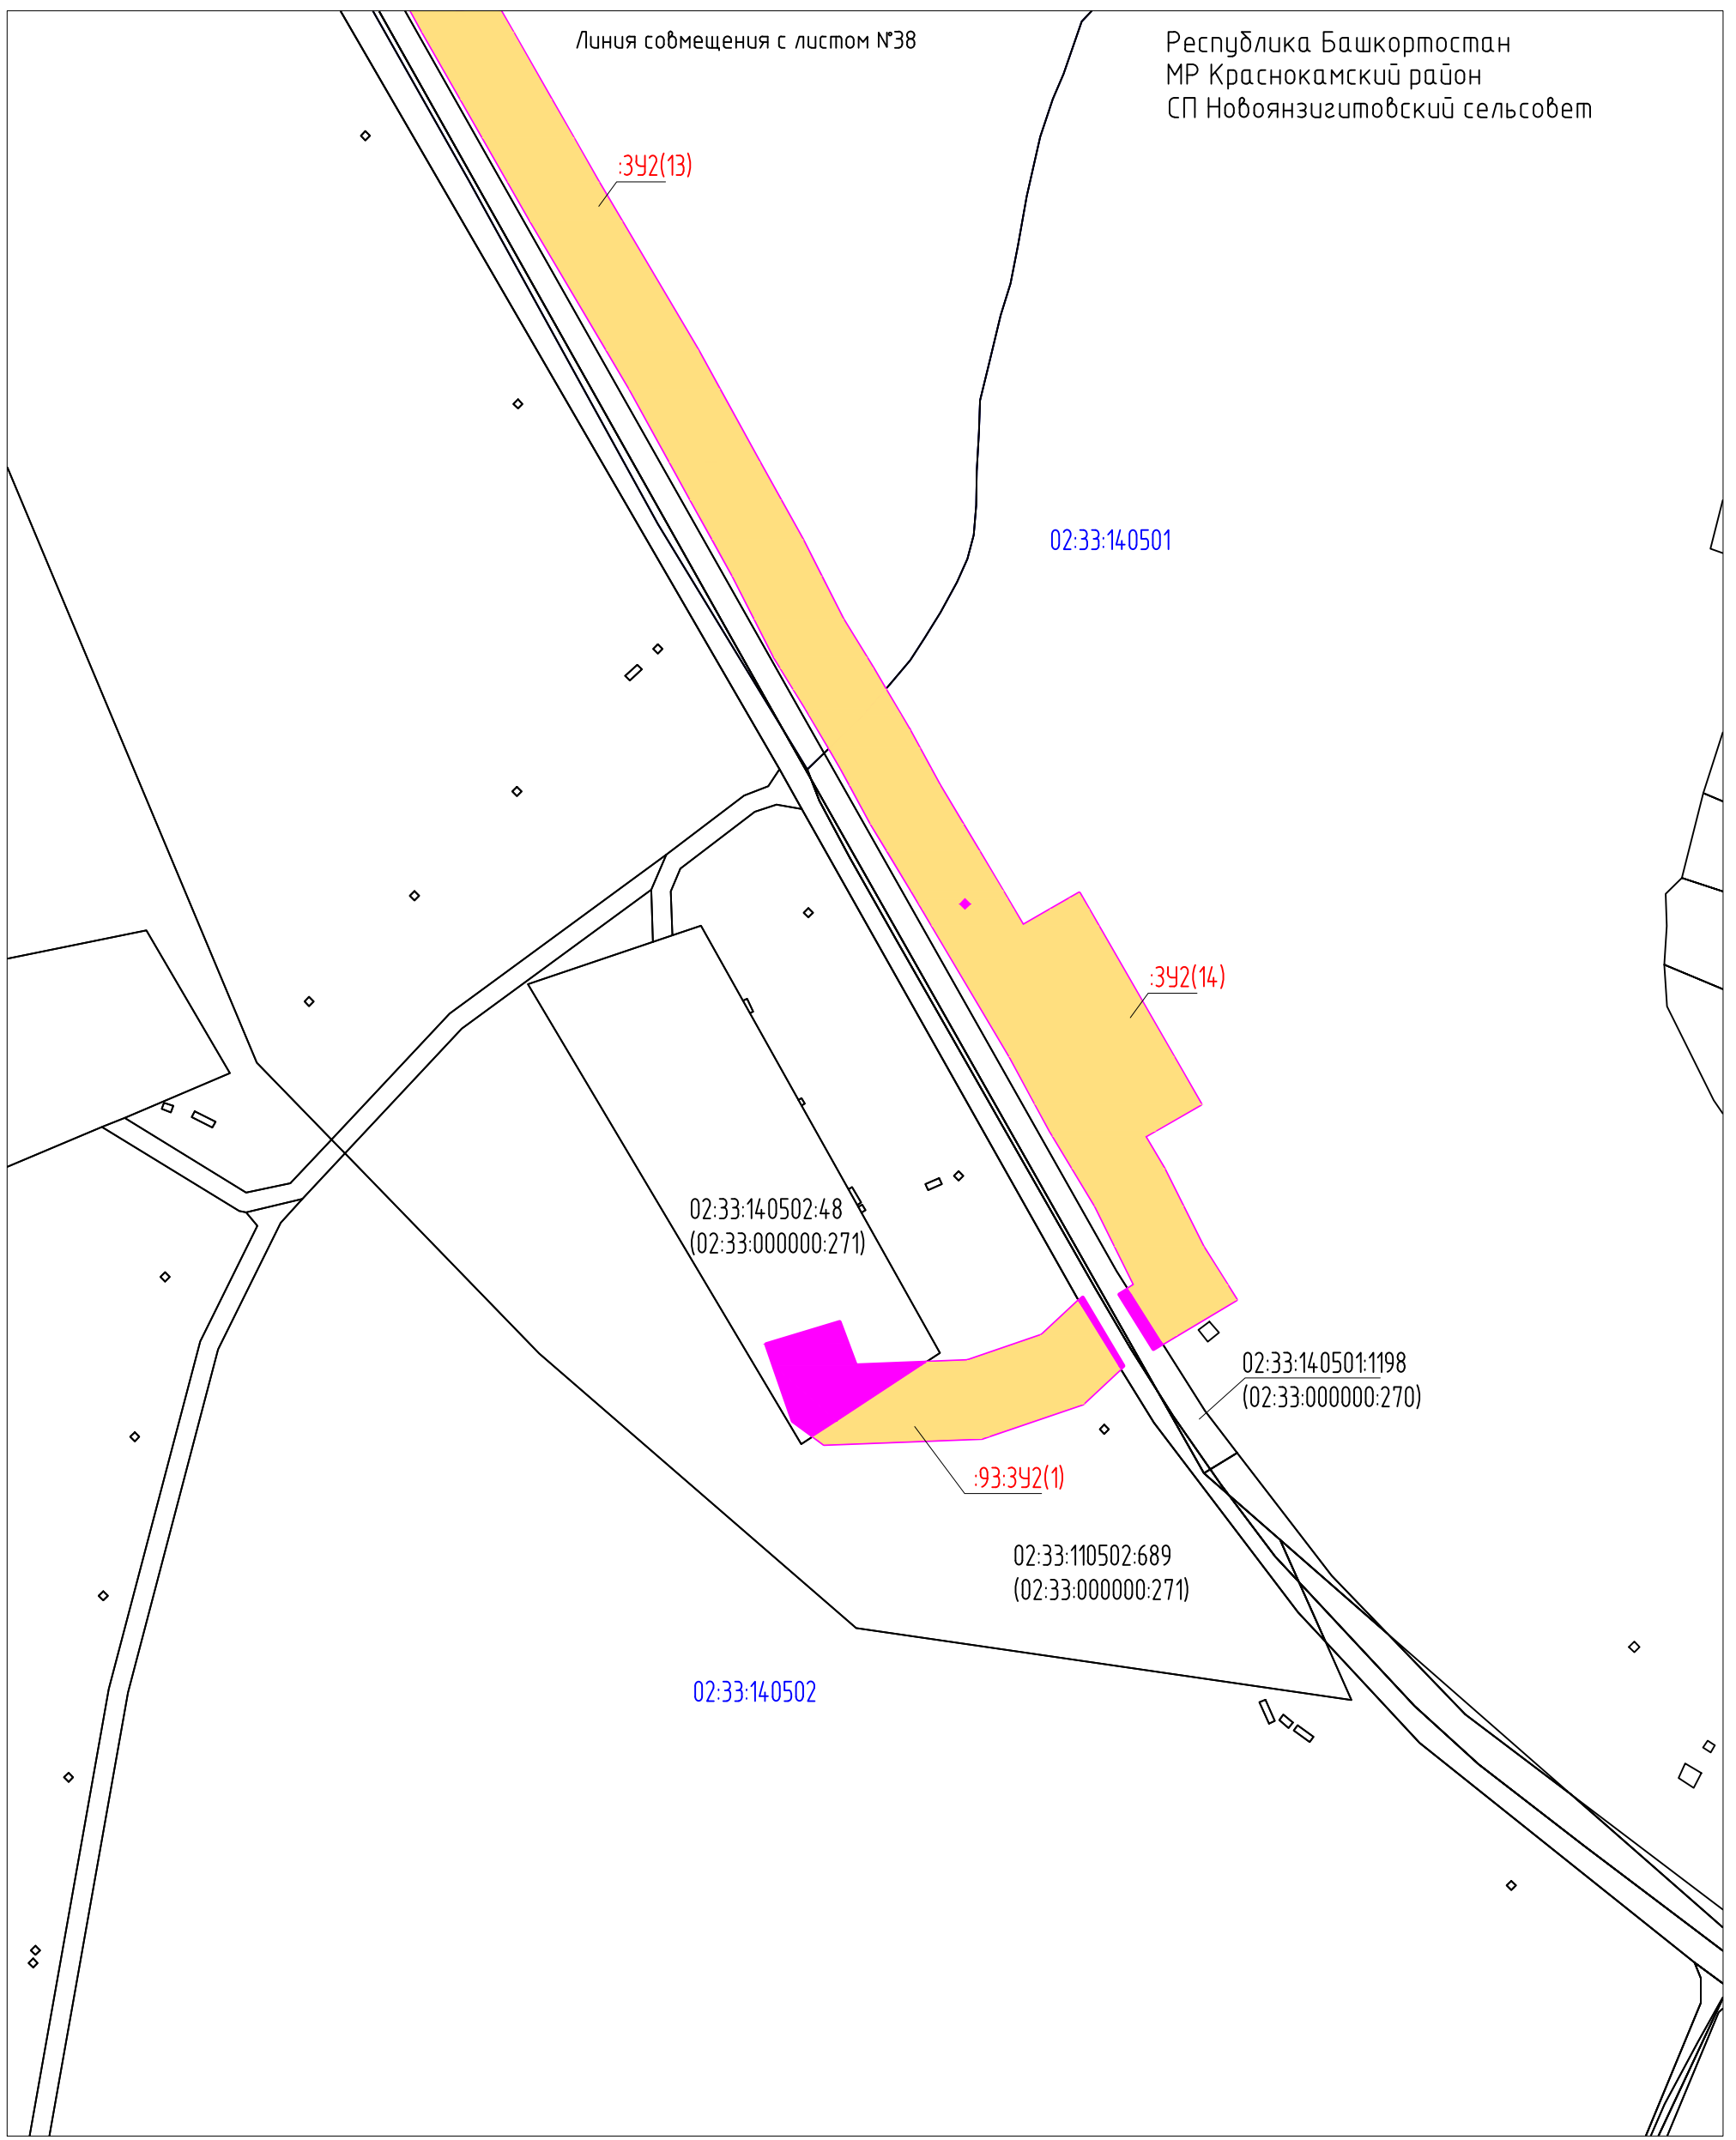 Линия совмещения с листом №38
Республика Башкортостан
МР Краснокамский район
СП Новоянзигитовский сельсовет
:ЗУ2(13)
02:33:140501
:ЗУ2(14)
02:33:140502:48
(02:33:000000:271)
02:33:140501:1198
(02:33:000000:270)
:93:ЗУ2(1)
02:33:110502:689
(02:33:000000:271)
02:33:140502